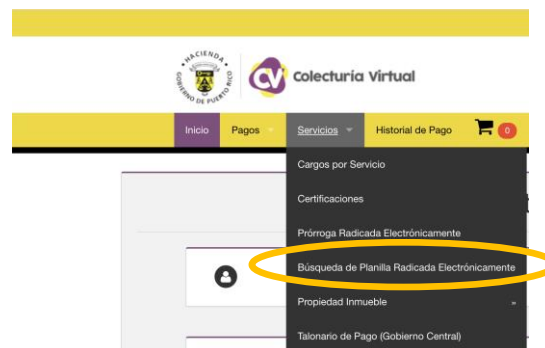 HACIENDA
GOBIERNO DE PUERTO RICO
CV Colecturía Virtual
Inicio Pagos Servicios Historial de Pago 0
Cargos por Servicio
Certificaciones
Prórroga Radicada Electrónicamente
Búsqueda de Planilla Radicada Electrónicamente
Propiedad Inmueble »
Talonario de Pago (Gobierno Central)